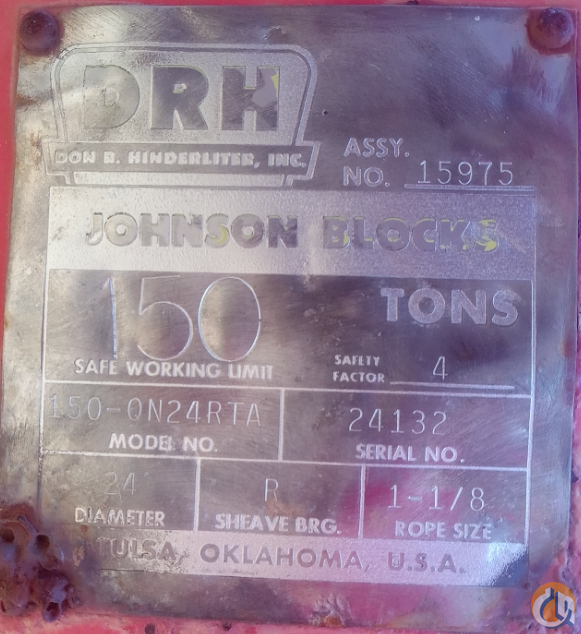 DRH
DON R. HINDERLITER, INC.
ASSY.
NO. 15975
JOHNSON BLOCKS
150 TONS
SAFE WORKING LIMIT
SAFETY
FACTOR 4
150-ON24RTA 24132
MODEL NO. SERIAL NO.
24 R 1-1/8
DIAMETER SHEAVE BRG. ROPE SIZE
TULSA, OKLAHOMA, U.S.A.